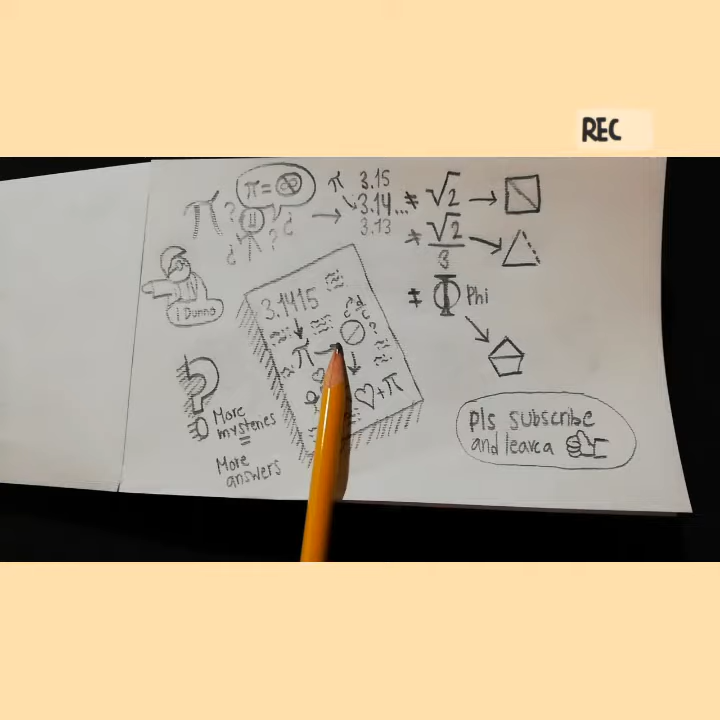 REC
π = ∞
π 3.15
3.14... ≠ √2
3.13
≠ √2
3
≠ Φ Phi
π
? ? ¿ ¿
i Dunno
3.1415
π
♡+π
?
More
mysteries
=
More
answers
pls subscribe
and leave a